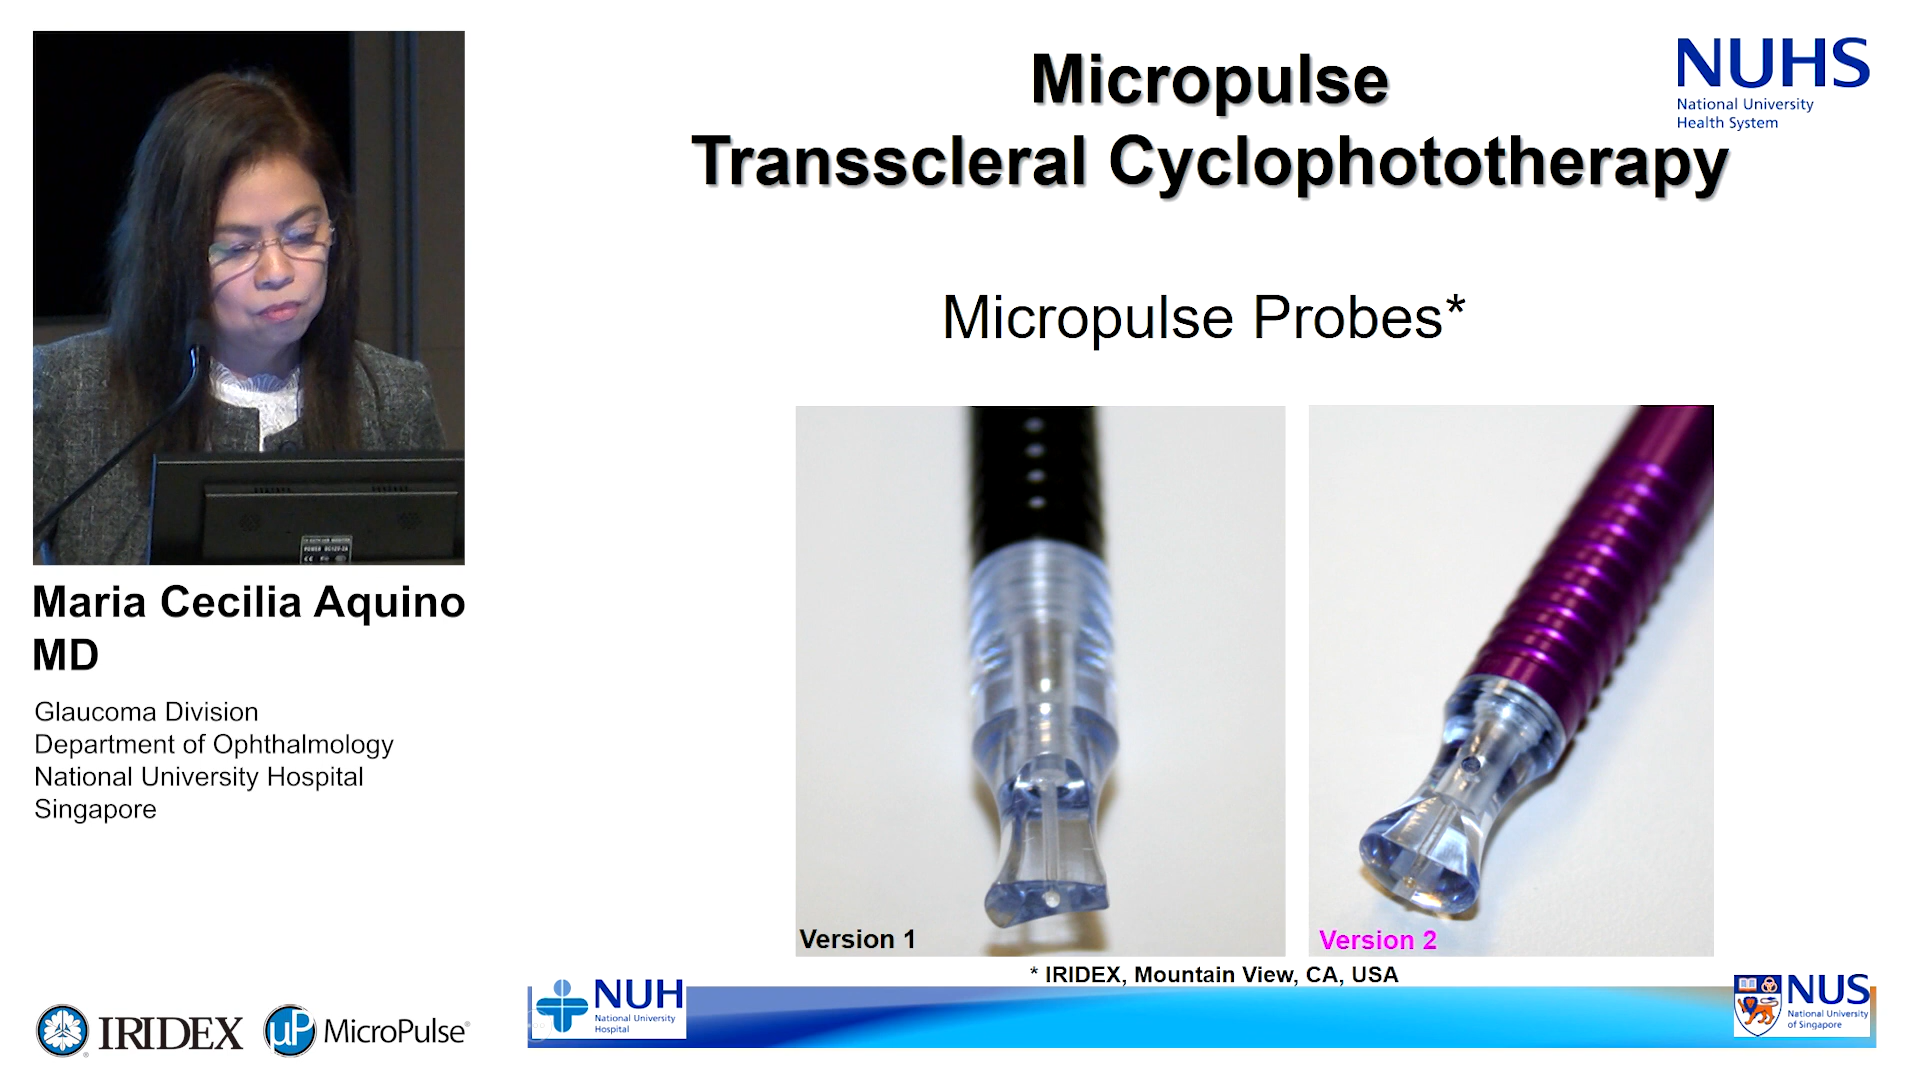 Micropulse
Transscleral Cyclophototherapy
NUHS
National University
Health System
Micropulse Probes*
Maria Cecilia Aquino
MD
Glaucoma Division
Department of Ophthalmology
National University Hospital
Singapore
Version 1
Version 2
* IRIDEX, Mountain View, CA, USA
IRIDEX
µP MicroPulse®
NUH
National University
Hospital
NUS
National University
of Singapore